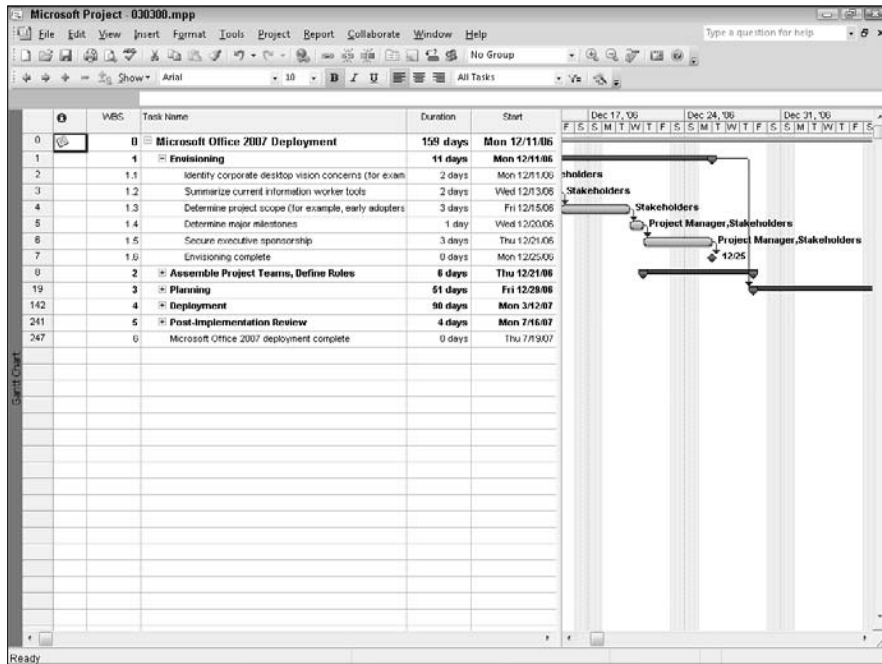 Microsoft Project - 030300.mpp
File Edit View Insert Format Tools Project Report Collaborate Window Help Type a question for help
No Group
Show Arial 10 B I U All Tasks
WBS Task Name Duration Start Dec 17, '06 Dec 24, '06 Dec 31, '06
F S S M T W T F S S M T W T F S S M T W T F S
0 0 Microsoft Office 2007 Deployment 159 days Mon 12/11/06
1 1 Envisioning 11 days Mon 12/11/06
2 1.1 Identify corporate desktop vision concerns (for exam 2 days Mon 12/11/06 eholders
3 1.2 Summarize current information worker tools 2 days Wed 12/13/06 Stakeholders
4 1.3 Determine project scope (for example, early adopters 3 days Fri 12/15/06 Stakeholders
5 1.4 Determine major milestones 1 day Wed 12/20/06 Project Manager,Stakeholders
6 1.5 Secure executive sponsorship 3 days Thu 12/21/06 Project Manager,Stakeholders
7 1.6 Envisioning complete 0 days Mon 12/25/06 12/25
8 2 Assemble Project Teams, Define Roles 6 days Thu 12/21/06
19 3 Planning 51 days Fri 12/29/06
142 4 Deployment 90 days Mon 3/12/07
241 5 Post-Implementation Review 4 days Mon 7/16/07
247 6 Microsoft Office 2007 deployment complete 0 days Thu 7/19/07
Gantt Chart
Ready